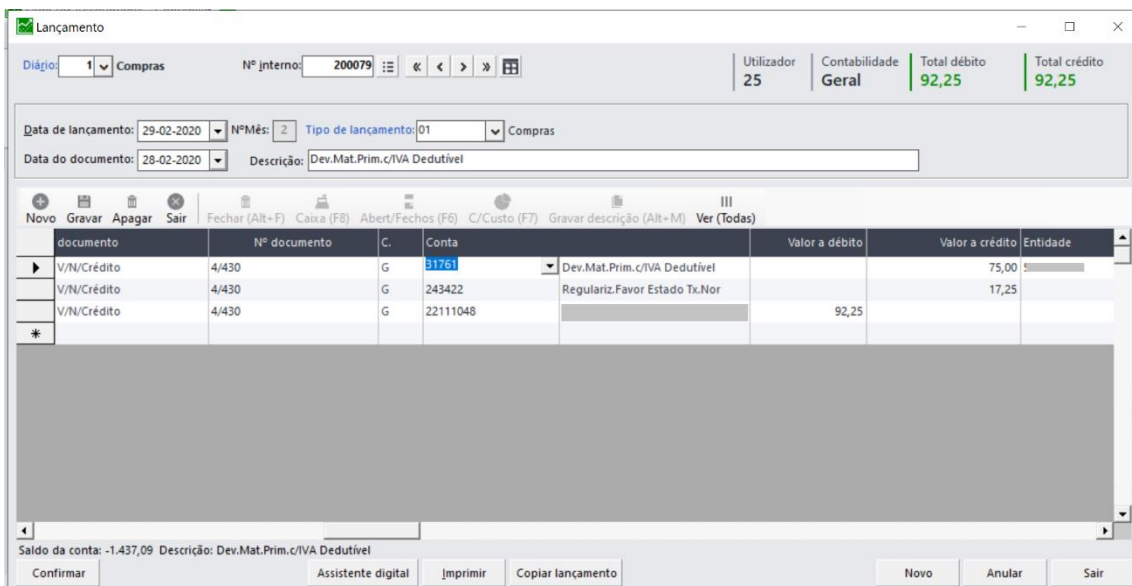 Lançamento
Diário: 1 Compras Nº interno: 200079 Utilizador 25 Contabilidade Geral Total débito 92,25 Total crédito 92,25
Data de lançamento: 29-02-2020 NºMês: 2 Tipo de lançamento: 01 Compras
Data do documento: 28-02-2020 Descrição: Dev.Mat.Prim.c/IVA Dedutível
Novo Gravar Apagar Sair Fechar (Alt+F) Caixa (F8) Abert/Fechos (F6) C/Custo (F7) Gravar descrição (Alt+M) Ver (Todas)
documento Nº documento C. Conta Valor a débito Valor a crédito Entidade
V/N/Crédito 4/430 G 31761 Dev.Mat.Prim.c/IVA Dedutível 75,00
V/N/Crédito 4/430 G 243422 Regulariz.Favor Estado Tx.Nor 17,25
V/N/Crédito 4/430 G 22111048 92,25
Saldo da conta: -1.437,09 Descrição: Dev.Mat.Prim.c/IVA Dedutível
Confirmar Assistente digital Imprimir Copiar lançamento Novo Anular Sair